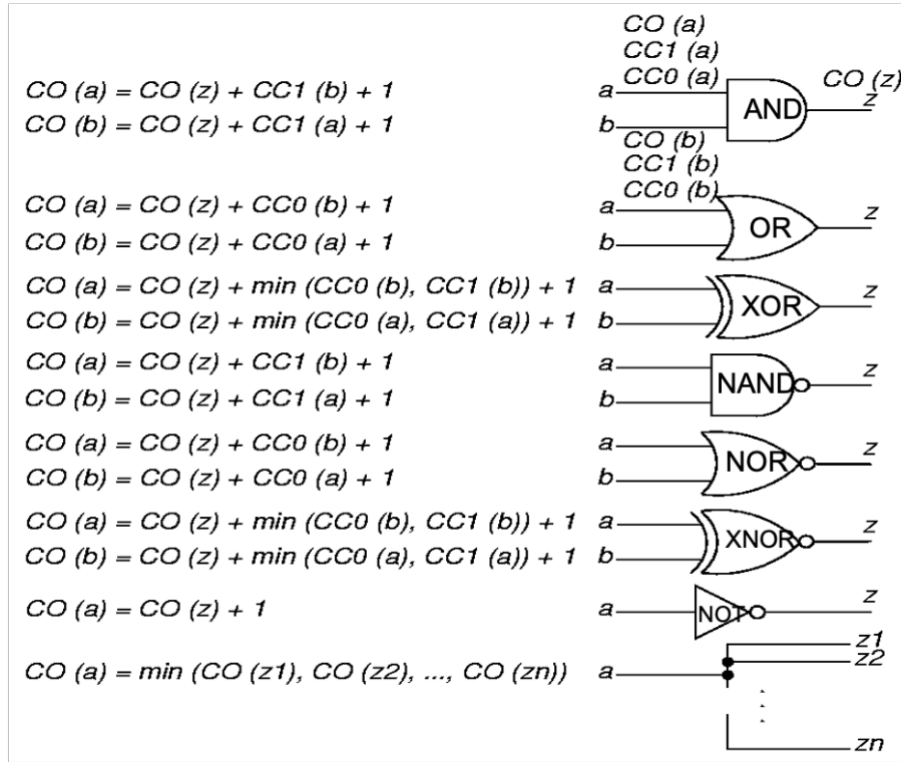 CO (a)
CC1 (a)
CO (a) = CO (z) + CC1 (b) + 1 CC0 (a) CO (z)
a AND z
CO (b) = CO (z) + CC1 (a) + 1 b
CO (b)
CC1 (b)
CO (a) = CO (z) + CC0 (b) + 1 CC0 (b)
a OR z
CO (b) = CO (z) + CC0 (a) + 1 b
CO (a) = CO (z) + min (CC0 (b), CC1 (b)) + 1 a XOR z
CO (b) = CO (z) + min (CC0 (a), CC1 (a)) + 1 b
CO (a) = CO (z) + CC1 (b) + 1 a NAND z
CO (b) = CO (z) + CC1 (a) + 1 b
CO (a) = CO (z) + CC0 (b) + 1 a NOR z
CO (b) = CO (z) + CC0 (a) + 1 b
CO (a) = CO (z) + min (CC0 (b), CC1 (b)) + 1 a XNOR z
CO (b) = CO (z) + min (CC0 (a), CC1 (a)) + 1 b
CO (a) = CO (z) + 1 a NOT z
z1
CO (a) = min (CO (z1), CO (z2), ..., CO (zn)) a z2
zn